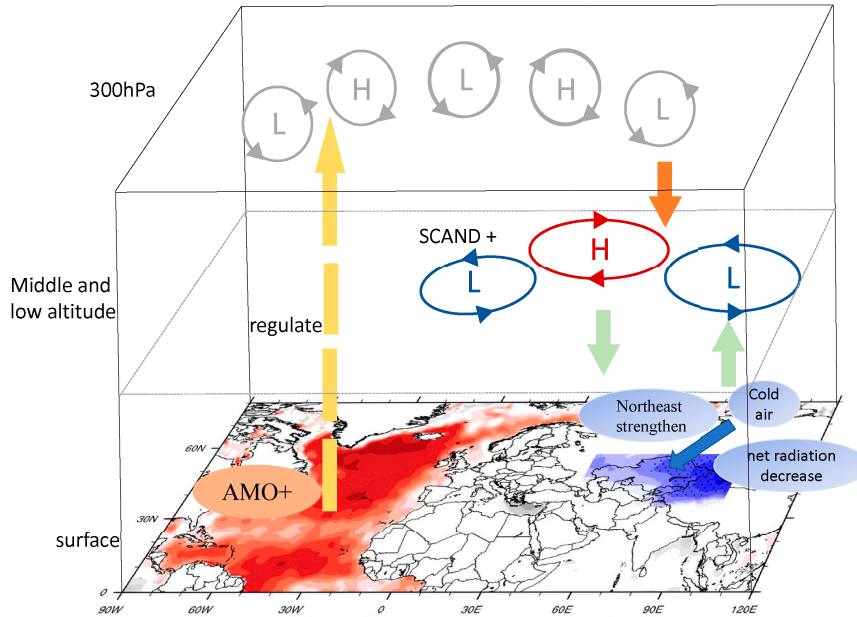 300hPa
L
H
L
H
L
SCAND +
L
H
L
Middle and
low altitude
regulate
Northeast
strengthen
Cold
air
net radiation
decrease
AMO+
60N
30N
surface
90W
60W
30W
0
30E
60E
90E
120E